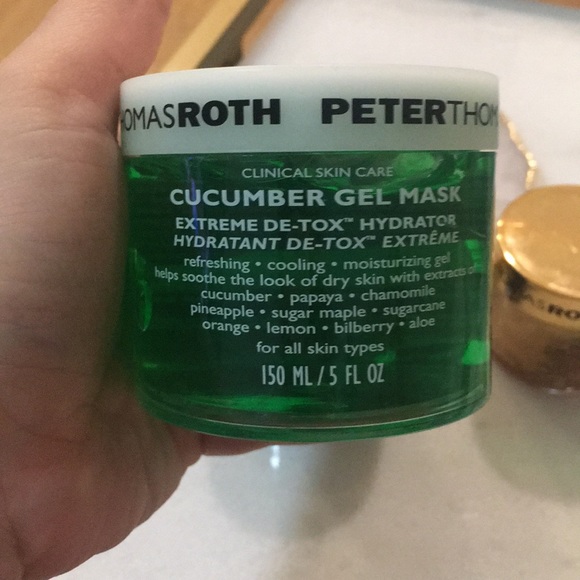 OMASROTH PETERTHOM
CLINICAL SKIN CARE
CUCUMBER GEL MASK
EXTREME DE-TOX™ HYDRATOR
HYDRATANT DE-TOX™ EXTRÊME
refreshing • cooling • moisturizing gel
helps soothe the look of dry skin with extracts of
cucumber • papaya • chamomile
pineapple • sugar maple • sugarcane
orange • lemon • bilberry • aloe
for all skin types
150 ML / 5 FL OZ
ASRO